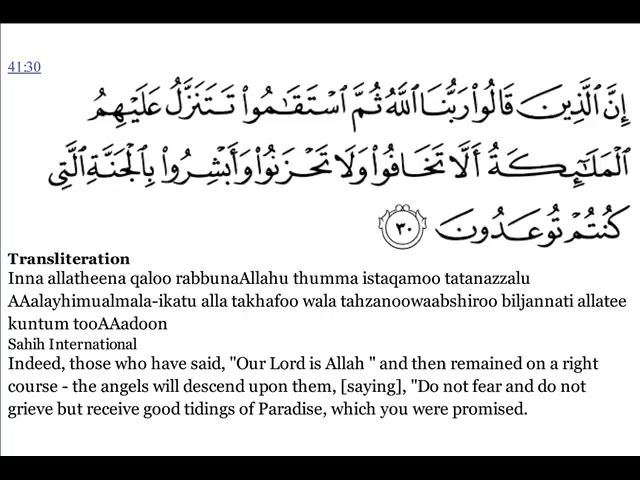 41:30
إِنَّ ٱلَّذِينَ قَالُوا۟ رَبُّنَا ٱللَّهُ ثُمَّ ٱسْتَقَـٰمُوا۟ تَتَنَزَّلُ عَلَيْهِمُ
ٱلْمَلَـٰٓئِكَةُ أَلَّا تَخَافُوا۟ وَلَا تَحْزَنُوا۟ وَأَبْشِرُوا۟ بِٱلْجَنَّةِ ٱلَّتِى
كُنتُمْ تُوعَدُونَ ٣٠
Transliteration
Inna allatheena qaloo rabbunaAllahu thumma istaqamoo tatanazzalu
AAalayhimualmala-ikatu alla takhafoo wala tahzanoowaabshiroo biljannati allatee
kuntum tooAAadoon
Sahih International
Indeed, those who have said, "Our Lord is Allah " and then remained on a right
course - the angels will descend upon them, [saying], "Do not fear and do not
grieve but receive good tidings of Paradise, which you were promised.